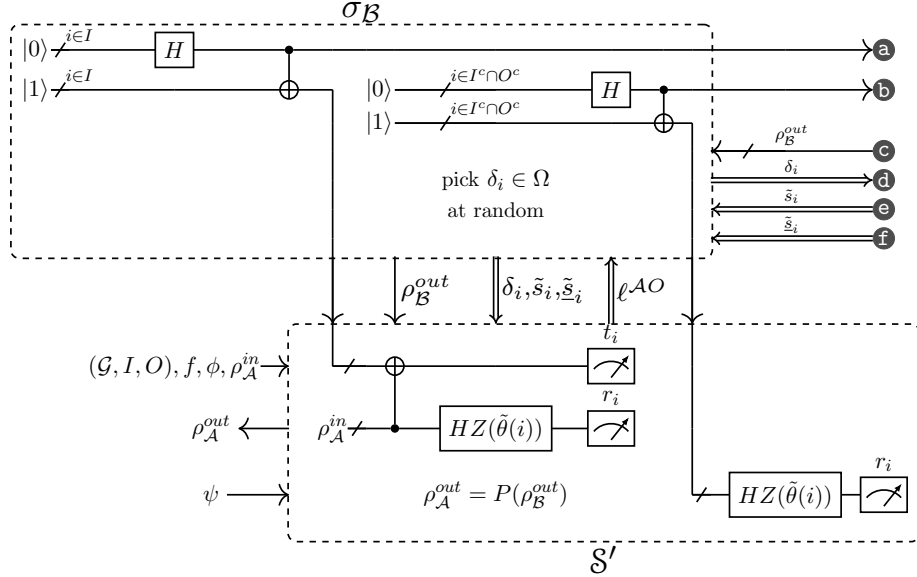 σ_ℬ
|0⟩ i∈I H a
|1⟩ i∈I |0⟩ i∈I^c∩O^c H b
|1⟩ i∈I^c∩O^c
ρ_ℬ^{out} c
pick δ_i ∈ Ω δ_i d
at random s̃_i e
s̲̃_i f
ρ_ℬ^{out} δ_i, s̃_i, s̲̃_i ℓ^{𝒜O}
t_i
(𝒢, I, O), f, ϕ, ρ_𝒜^{in}
r_i
ρ_𝒜^{out} ρ_𝒜^{in} HZ(θ̃(i))
r_i
ψ ρ_𝒜^{out} = P(ρ_ℬ^{out}) HZ(θ̃(i))
𝒮′